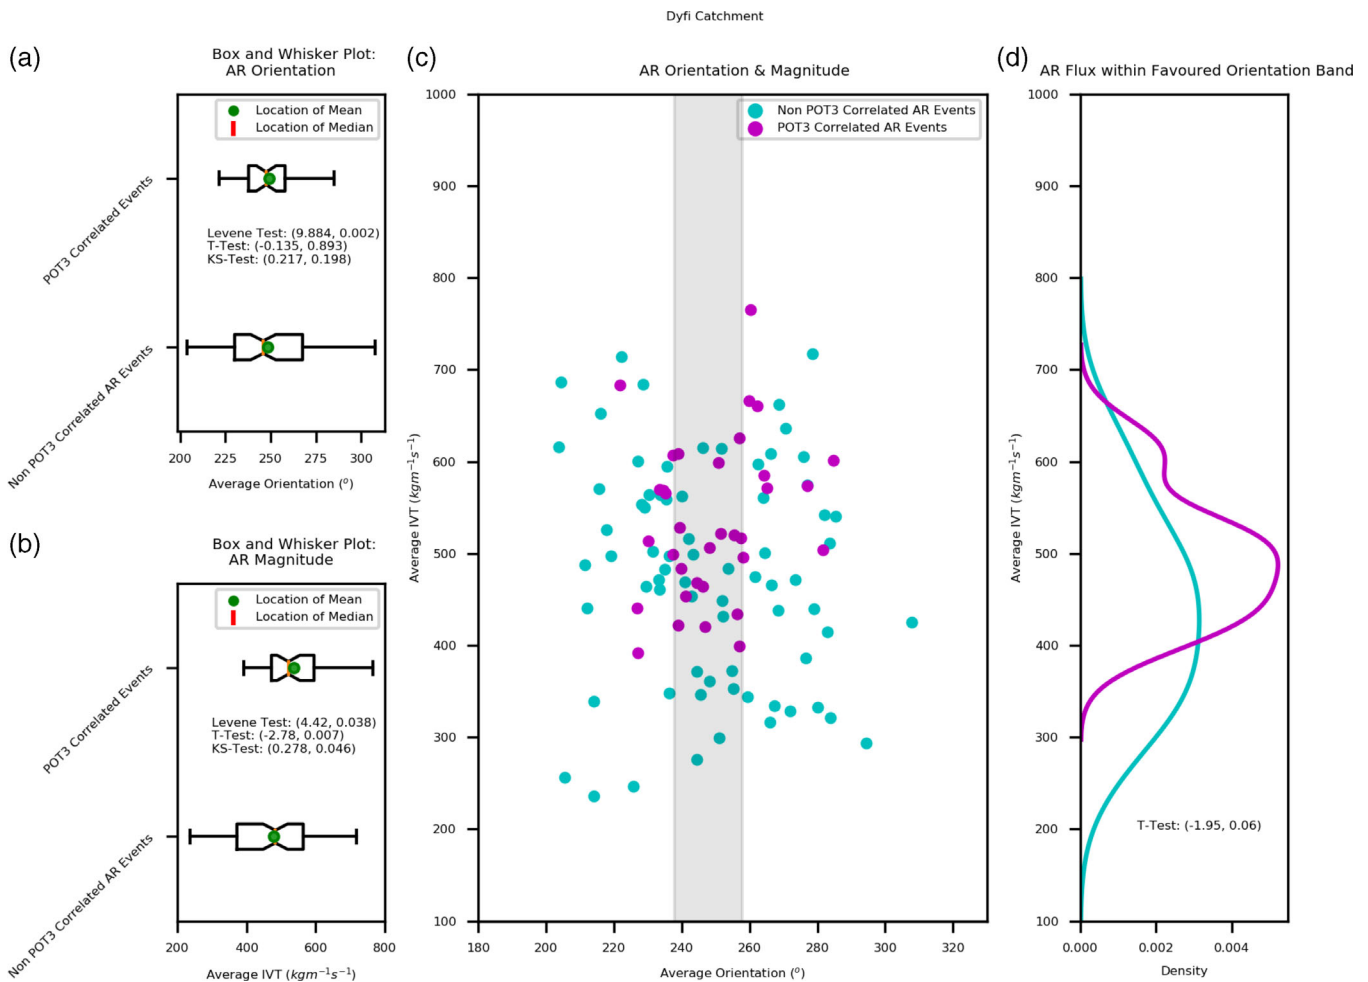 Dyfi Catchment
(a)
Box and Whisker Plot:
AR Orientation
Location of Mean
Location of Median
POT3 Correlated Events
Levene Test: (9.884, 0.002)
T-Test: (-0.135, 0.893)
KS-Test: (0.217, 0.198)
Non POT3 Correlated AR Events
200 225 250 275 300
Average Orientation (°)
(b)
Box and Whisker Plot:
AR Magnitude
Location of Mean
Location of Median
POT3 Correlated Events
Levene Test: (4.42, 0.038)
T-Test: (-2.78, 0.007)
KS-Test: (0.278, 0.046)
Non POT3 Correlated AR Events
200 400 600 800
Average IVT (kgm⁻¹s⁻¹)
(c)
AR Orientation & Magnitude
Non POT3 Correlated AR Events
POT3 Correlated AR Events
1000
900
800
700
600
500
400
300
200
100
Average IVT (kgm⁻¹s⁻¹)
180 200 220 240 260 280 300 320
Average Orientation (°)
(d)
AR Flux within Favoured Orientation Band
1000
900
800
700
600
500
400
300
200
100
Average IVT (kgm⁻¹s⁻¹)
T-Test: (-1.95, 0.06)
0.000 0.002 0.004
Density